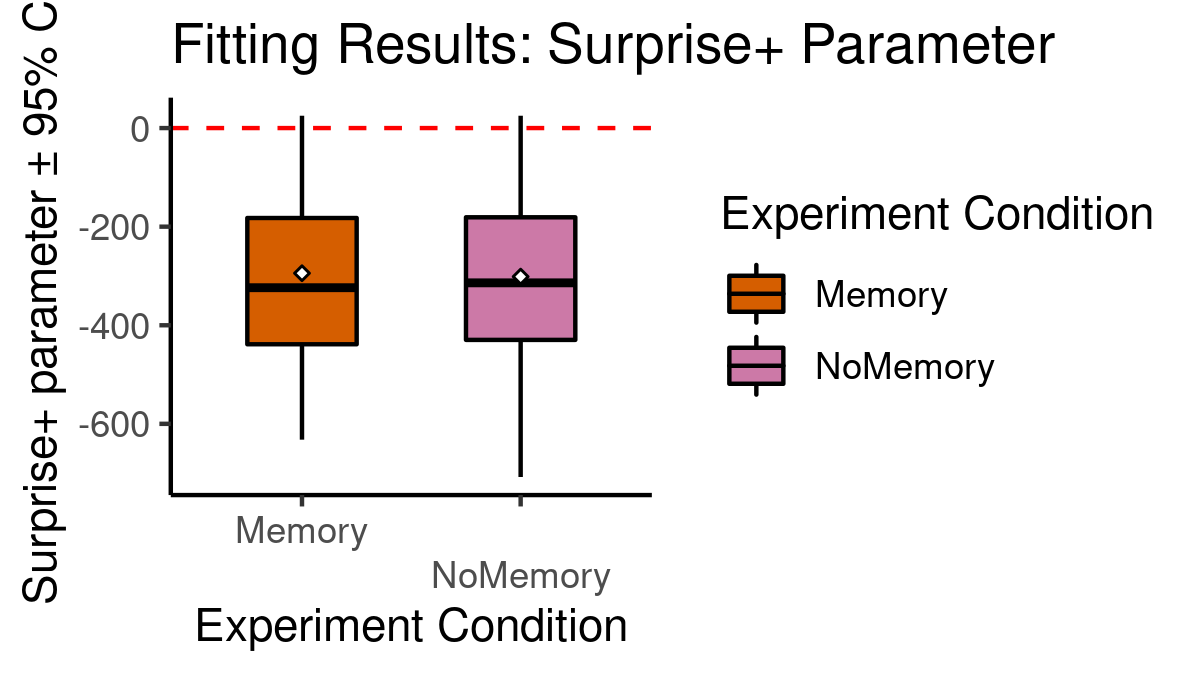 Fitting Results: Surprise+ Parameter
Surprise+ parameter ± 95% C
0
-200
-400
-600
Memory
NoMemory
Experiment Condition
Experiment Condition
Memory
NoMemory